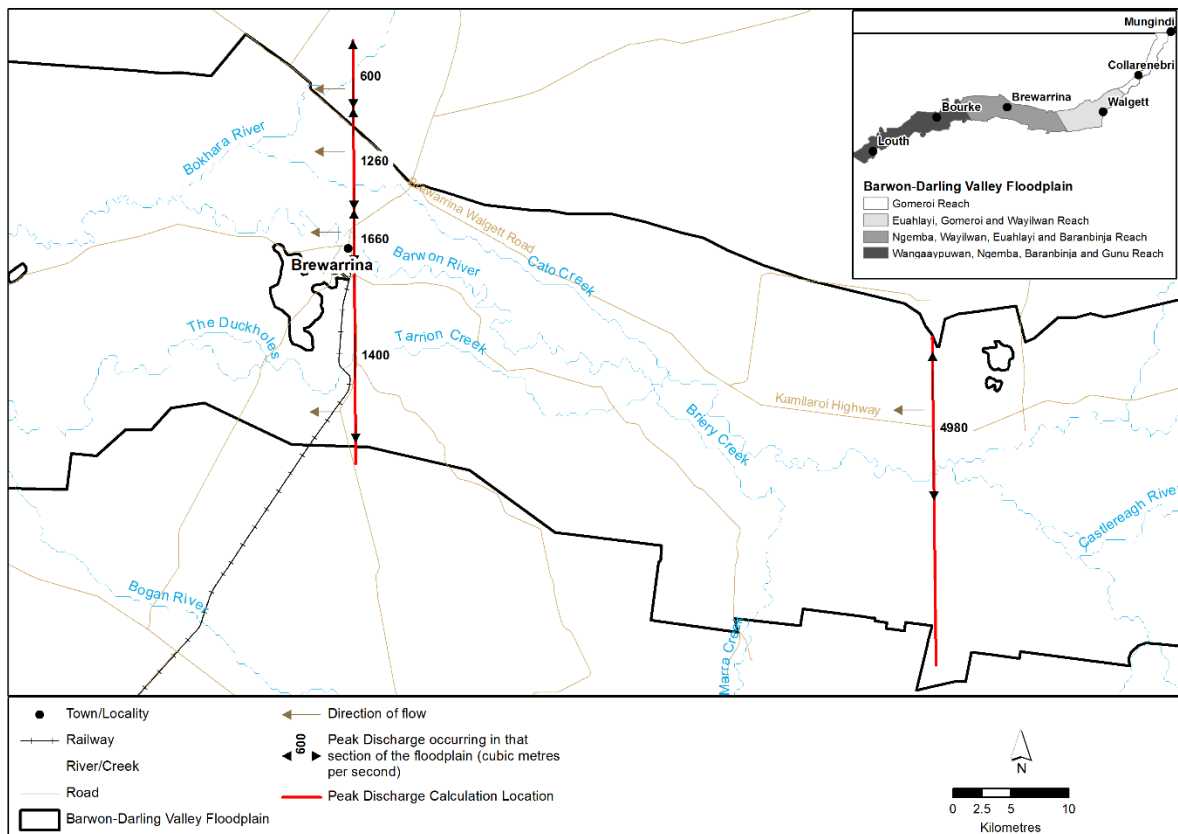 Mungindi
Collarenebri
Brewarrina
Walgett
Bourke
Louth
Barwon-Darling Valley Floodplain
Gomeroi Reach
Euahlayi, Gomeroi and Wayilwan Reach
Ngemba, Wayilwan, Euahlayi and Baranbinja Reach
Wangaaypuwan, Ngemba, Baranbinja and Gunu Reach
600
Bokhara River
1260
Brewarrina Walgett Road
1660
Brewarrina
Barwon River
Cato Creek
The Duckholes
Tarrion Creek
1400
Kamilaroi Highway
Briery Creek
4980
Castlereagh River
Bogan River
Marra Creek
Town/Locality
Railway
River/Creek
Road
Barwon-Darling Valley Floodplain
Direction of flow
600
Peak Discharge occurring in that
section of the floodplain (cubic metres
per second)
Peak Discharge Calculation Location
N
0 2.5 5 10
Kilometres